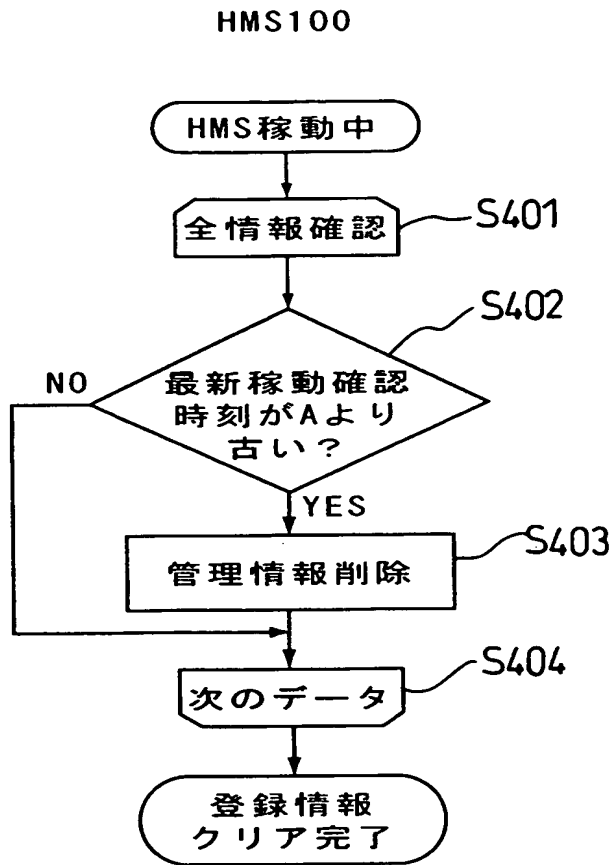 HMS100
HMS稼動中
全情報確認
S401
S402
NO
最新稼動確認
時刻がAより
古い?
YES
管理情報削除
S403
次のデータ
S404
登録情報
クリア完了